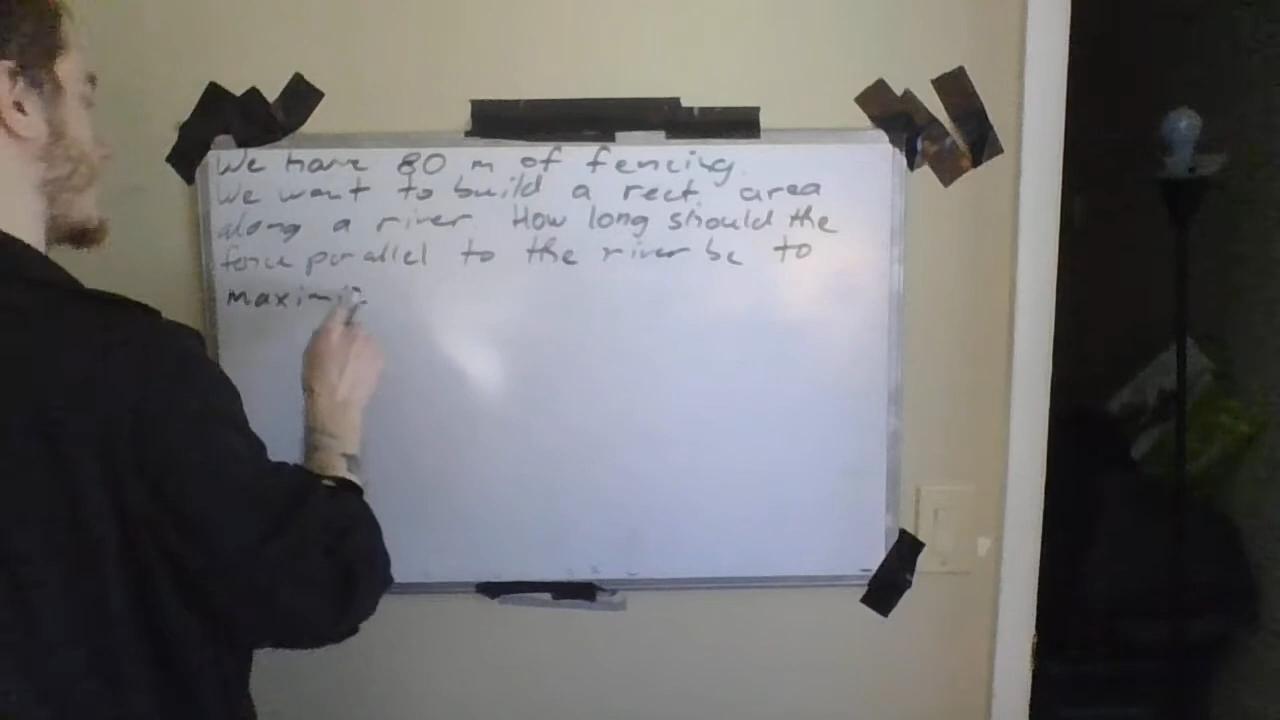 We have 80 m of fencing.
We want to build a rect. area
along a river. How long should the
fence parallel to the river be to
maximiz